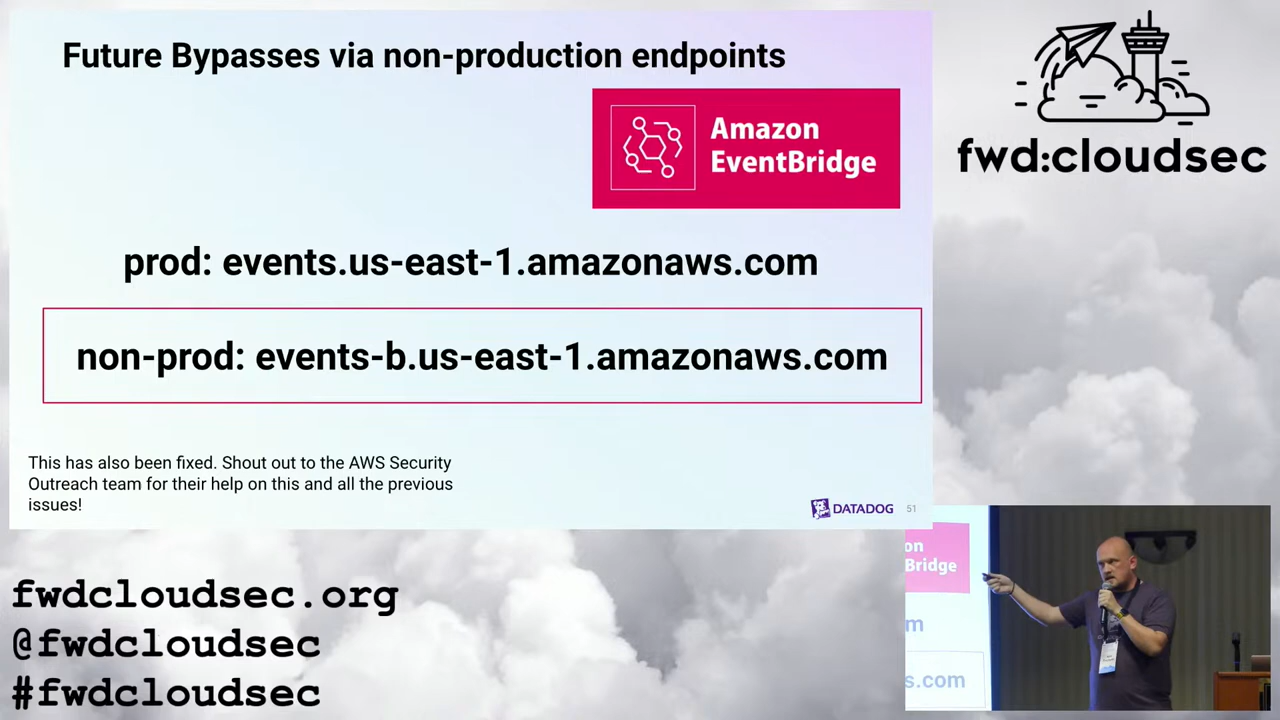 Future Bypasses via non-production endpoints
Amazon
EventBridge
fwd:cloudsec
prod: events.us-east-1.amazonaws.com
non-prod: events-b.us-east-1.amazonaws.com
This has also been fixed. Shout out to the AWS Security
Outreach team for their help on this and all the previous
issues!
DATADOG
51
on
Bridge
m
s.com
fwdcloudsec.org
@fwdcloudsec
#fwdcloudsec